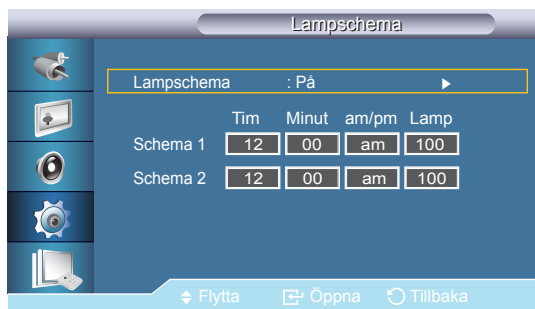 Lampschema
Lampschema : På
Tim Minut am/pm Lamp
Schema 1 12 00 am 100
Schema 2 12 00 am 100
Flytta Öppna Tillbaka